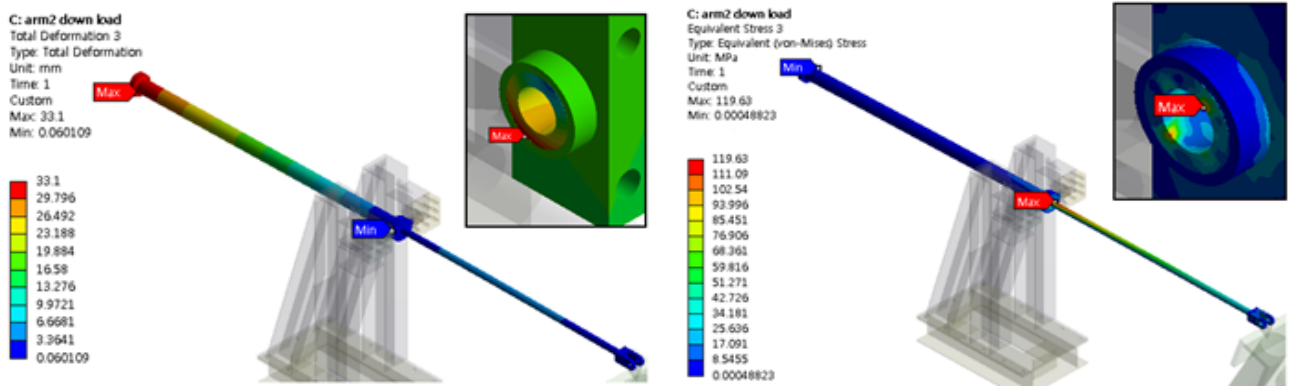 C: arm2 down load
Total Deformation 3
Type: Total Deformation
Unit: mm
Time: 1
Custom
Max: 33.1
Min: 0.060109
33.1
29.796
26.492
23.188
19.884
16.58
13.276
9.9721
6.6681
3.3641
0.060109
Max
Min
Max
C: arm2 down load
Equivalent Stress 3
Type: Equivalent (von-Mises) Stress
Unit: MPa
Time: 1
Custom
Max: 119.63
Min: 0.00048823
119.63
111.09
102.54
93.996
85.451
76.906
68.361
59.816
51.271
42.726
34.181
25.636
17.091
8.5455
0.00048823
Min
Max
Max